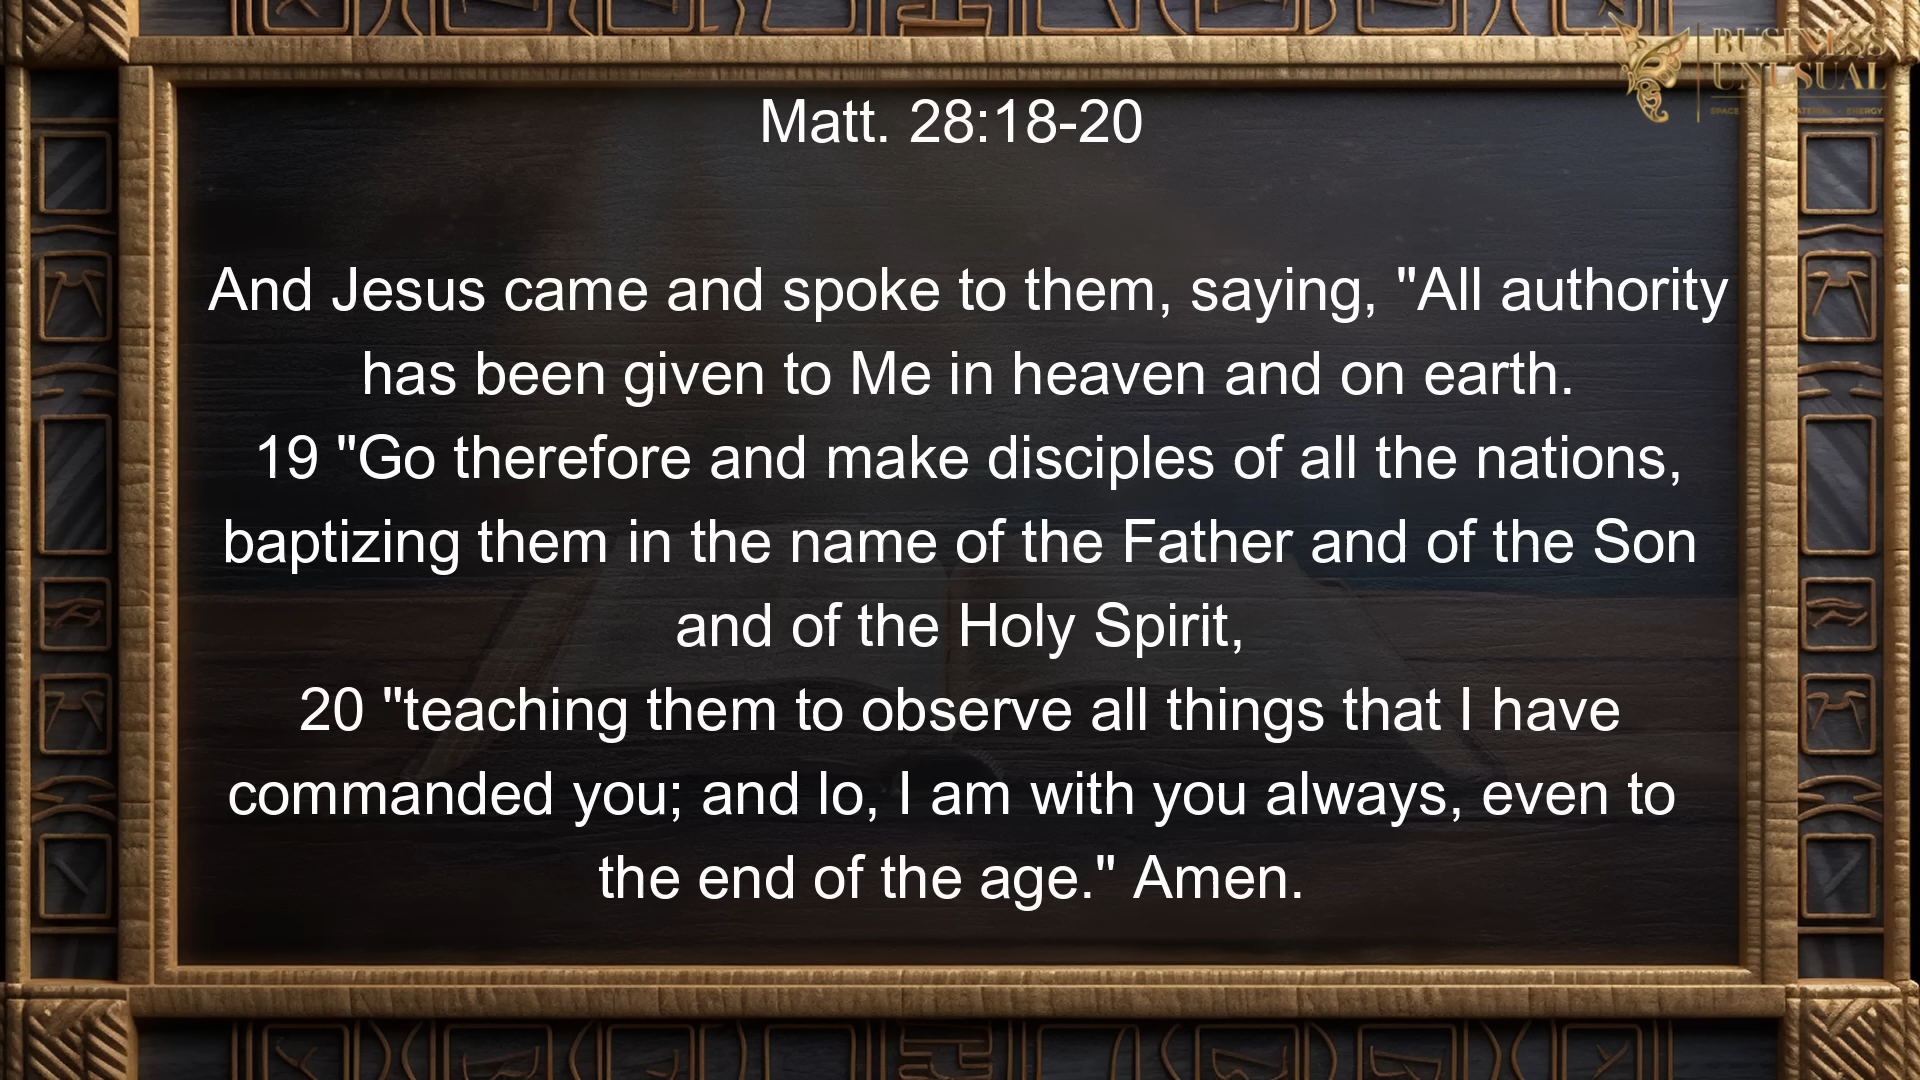 BUSINESS
UNUSUAL
Matt. 28:18-20
And Jesus came and spoke to them, saying, "All authority
has been given to Me in heaven and on earth.
19 "Go therefore and make disciples of all the nations,
baptizing them in the name of the Father and of the Son
and of the Holy Spirit,
20 "teaching them to observe all things that I have
commanded you; and lo, I am with you always, even to
the end of the age." Amen.